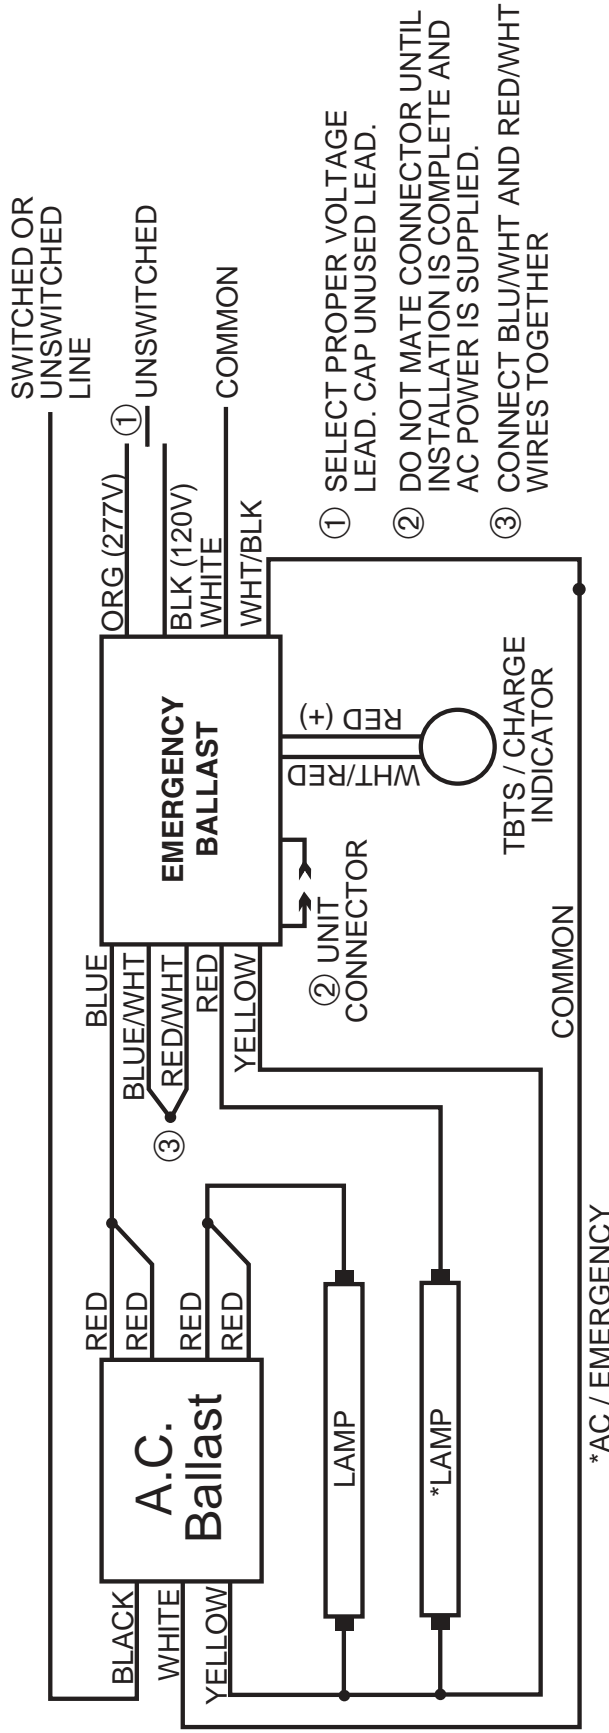 SWITCHED OR
UNSWITCHED
LINE
① UNSWITCHED
COMMON
ORG (277V)
BLK (120V)
WHITE
WHT/BLK
EMERGENCY
BALLAST
BLUE
BLUE/WHT
RED/WHT
RED
YELLOW
③
RED
RED
RED
RED
A.C.
Ballast
BLACK
WHITE
YELLOW
LAMP
*LAMP
② UNIT
CONNECTOR
WHT/RED
RED (+)
TBTS / CHARGE
INDICATOR
COMMON
*AC / EMERGENCY
① SELECT PROPER VOLTAGE
LEAD. CAP UNUSED LEAD.
② DO NOT MATE CONNECTOR UNTIL
INSTALLATION IS COMPLETE AND
AC POWER IS SUPPLIED.
③ CONNECT BLU/WHT AND RED/WHT
WIRES TOGETHER